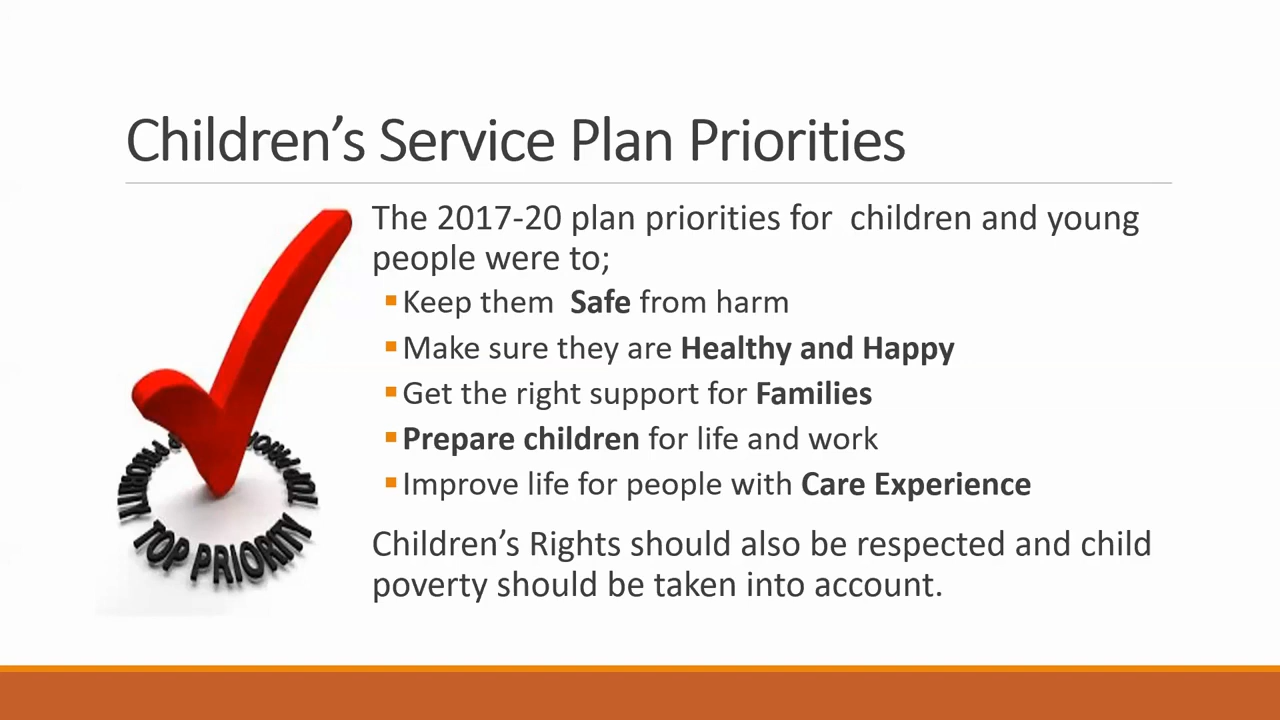 Children’s Service Plan Priorities
The 2017-20 plan priorities for  children and young
people were to;
Keep them  Safe from harm
Make sure they are Healthy and Happy
Get the right support for Families
Prepare children for life and work
Improve life for people with Care Experience
Children’s Rights should also be respected and child
poverty should be taken into account.
TOP PRIORITY